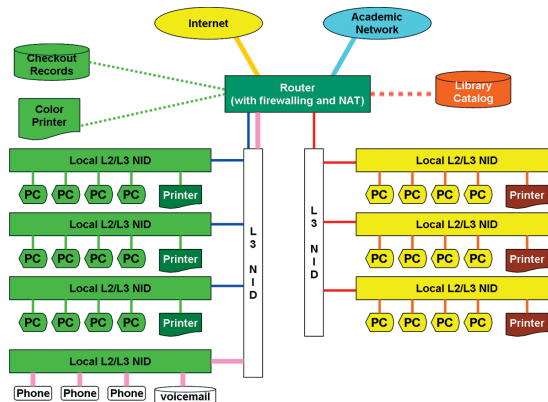 Internet
Academic
Network
Checkout
Records
Router
(with firewalling and NAT)
Library
Catalog
Color
Printer
Local L2/L3 NID
PC PC PC PC Printer
Local L2/L3 NID
PC PC PC PC Printer
Local L2/L3 NID
PC PC PC PC Printer
Local L2/L3 NID
Phone Phone Phone voicemail
L
3
N
I
D
L
3
N
I
D
Local L2/L3 NID
PC PC PC PC Printer
Local L2/L3 NID
PC PC PC PC Printer
Local L2/L3 NID
PC PC PC PC Printer